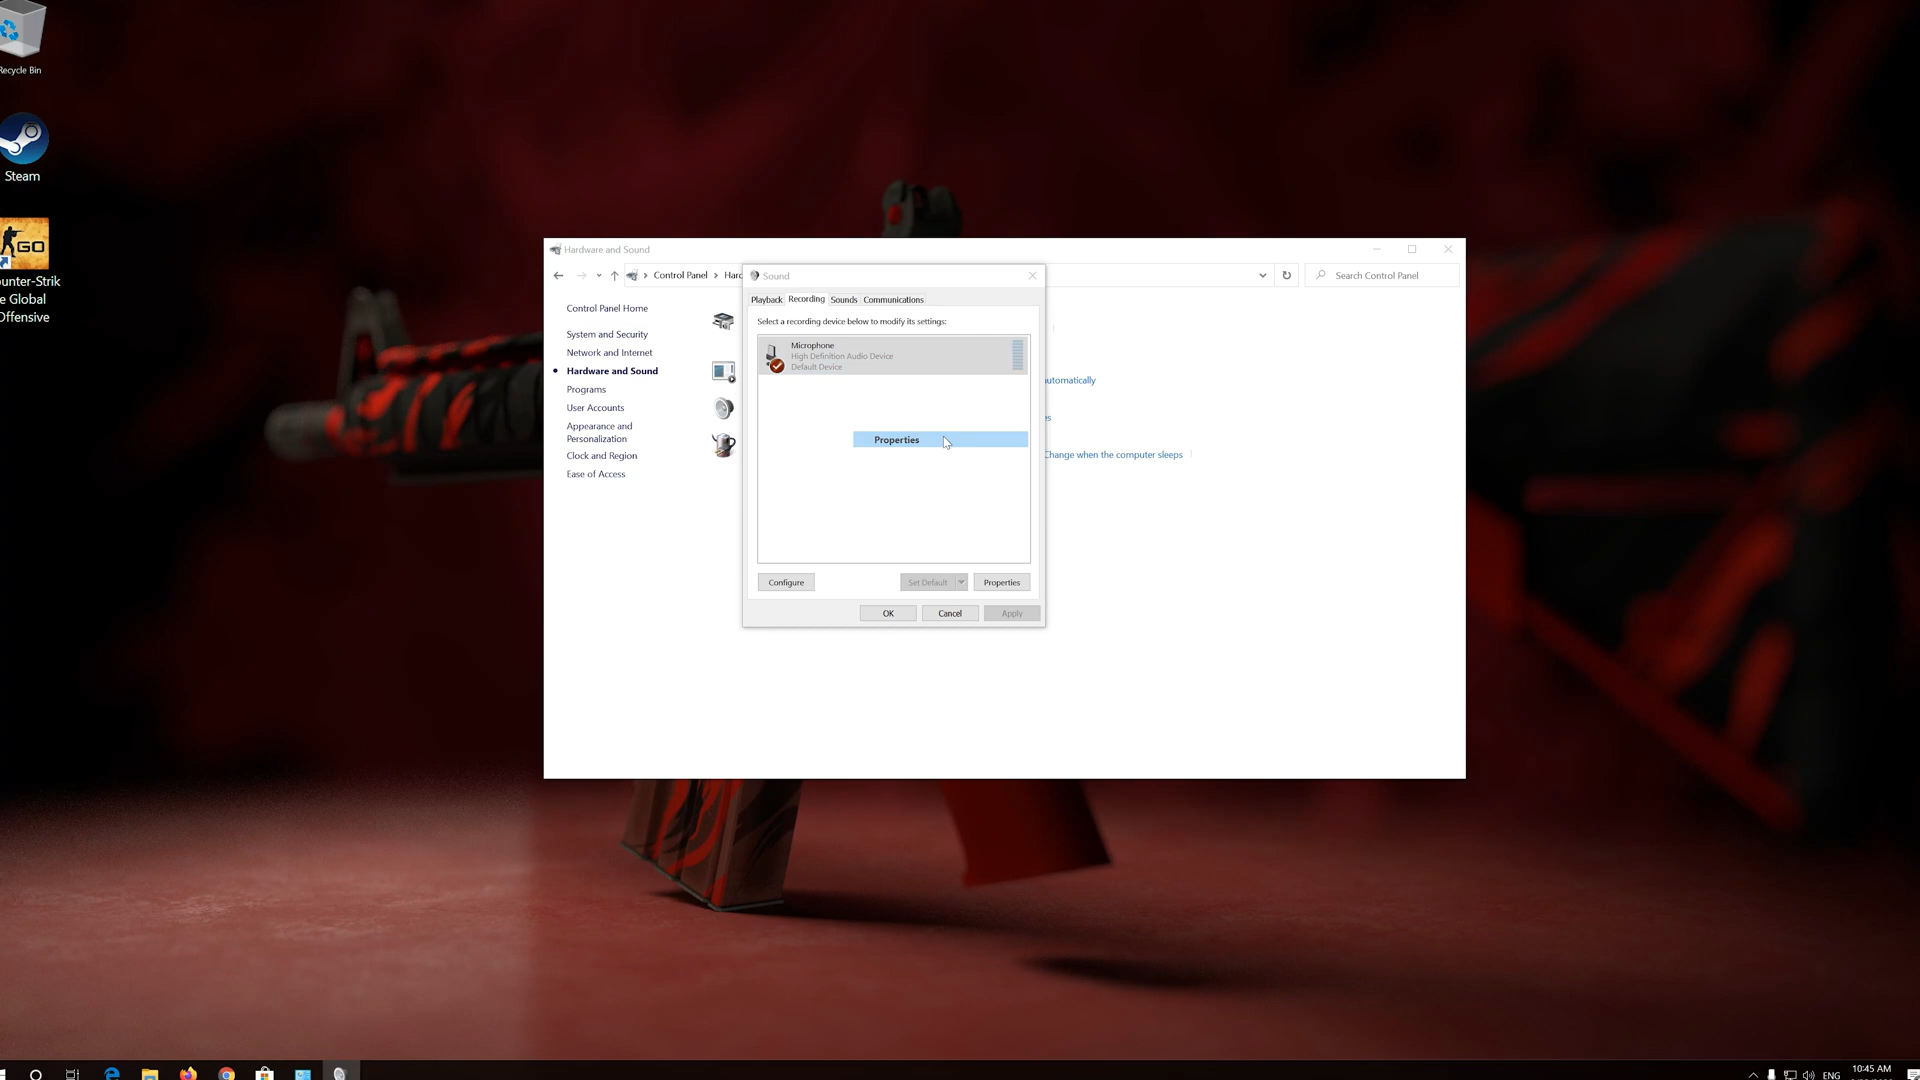 Recycle Bin
Steam
GO
unter-Strik
e Global
Offensive
Hardware and Sound
Control Panel
Hard
Search Control Panel
Control Panel Home
System and Security
Network and Internet
Hardware and Sound
Programs
User Accounts
Appearance and
Personalization
Clock and Region
Ease of Access
Sound
Playback
Recording
Sounds
Communications
Select a recording device below to modify its settings:
Microphone
High Definition Audio Device
Default Device
Properties
Configure
Set Default
Properties
OK
Cancel
Apply
automatically
es
Change when the computer sleeps
ENG
10:45 AM